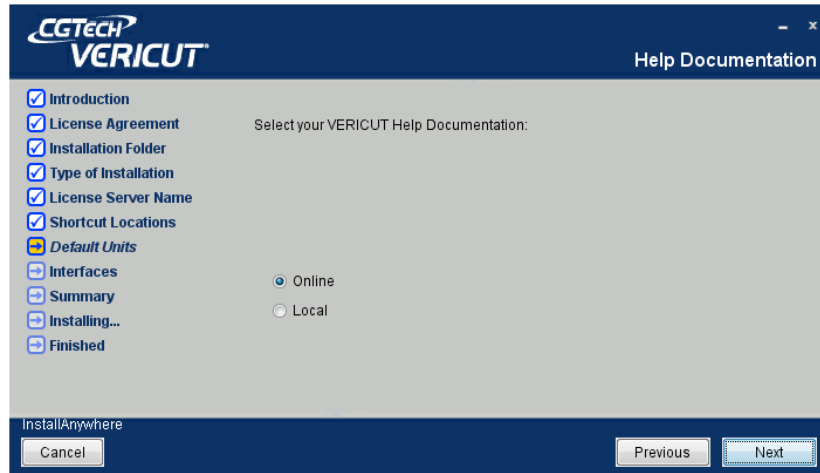 CGTECH
VERICUT
Help Documentation
Introduction
License Agreement
Installation Folder
Type of Installation
License Server Name
Shortcut Locations
Default Units
Interfaces
Summary
Installing...
Finished
Select your VERICUT Help Documentation:
Online
Local
InstallAnywhere
Cancel
Previous
Next